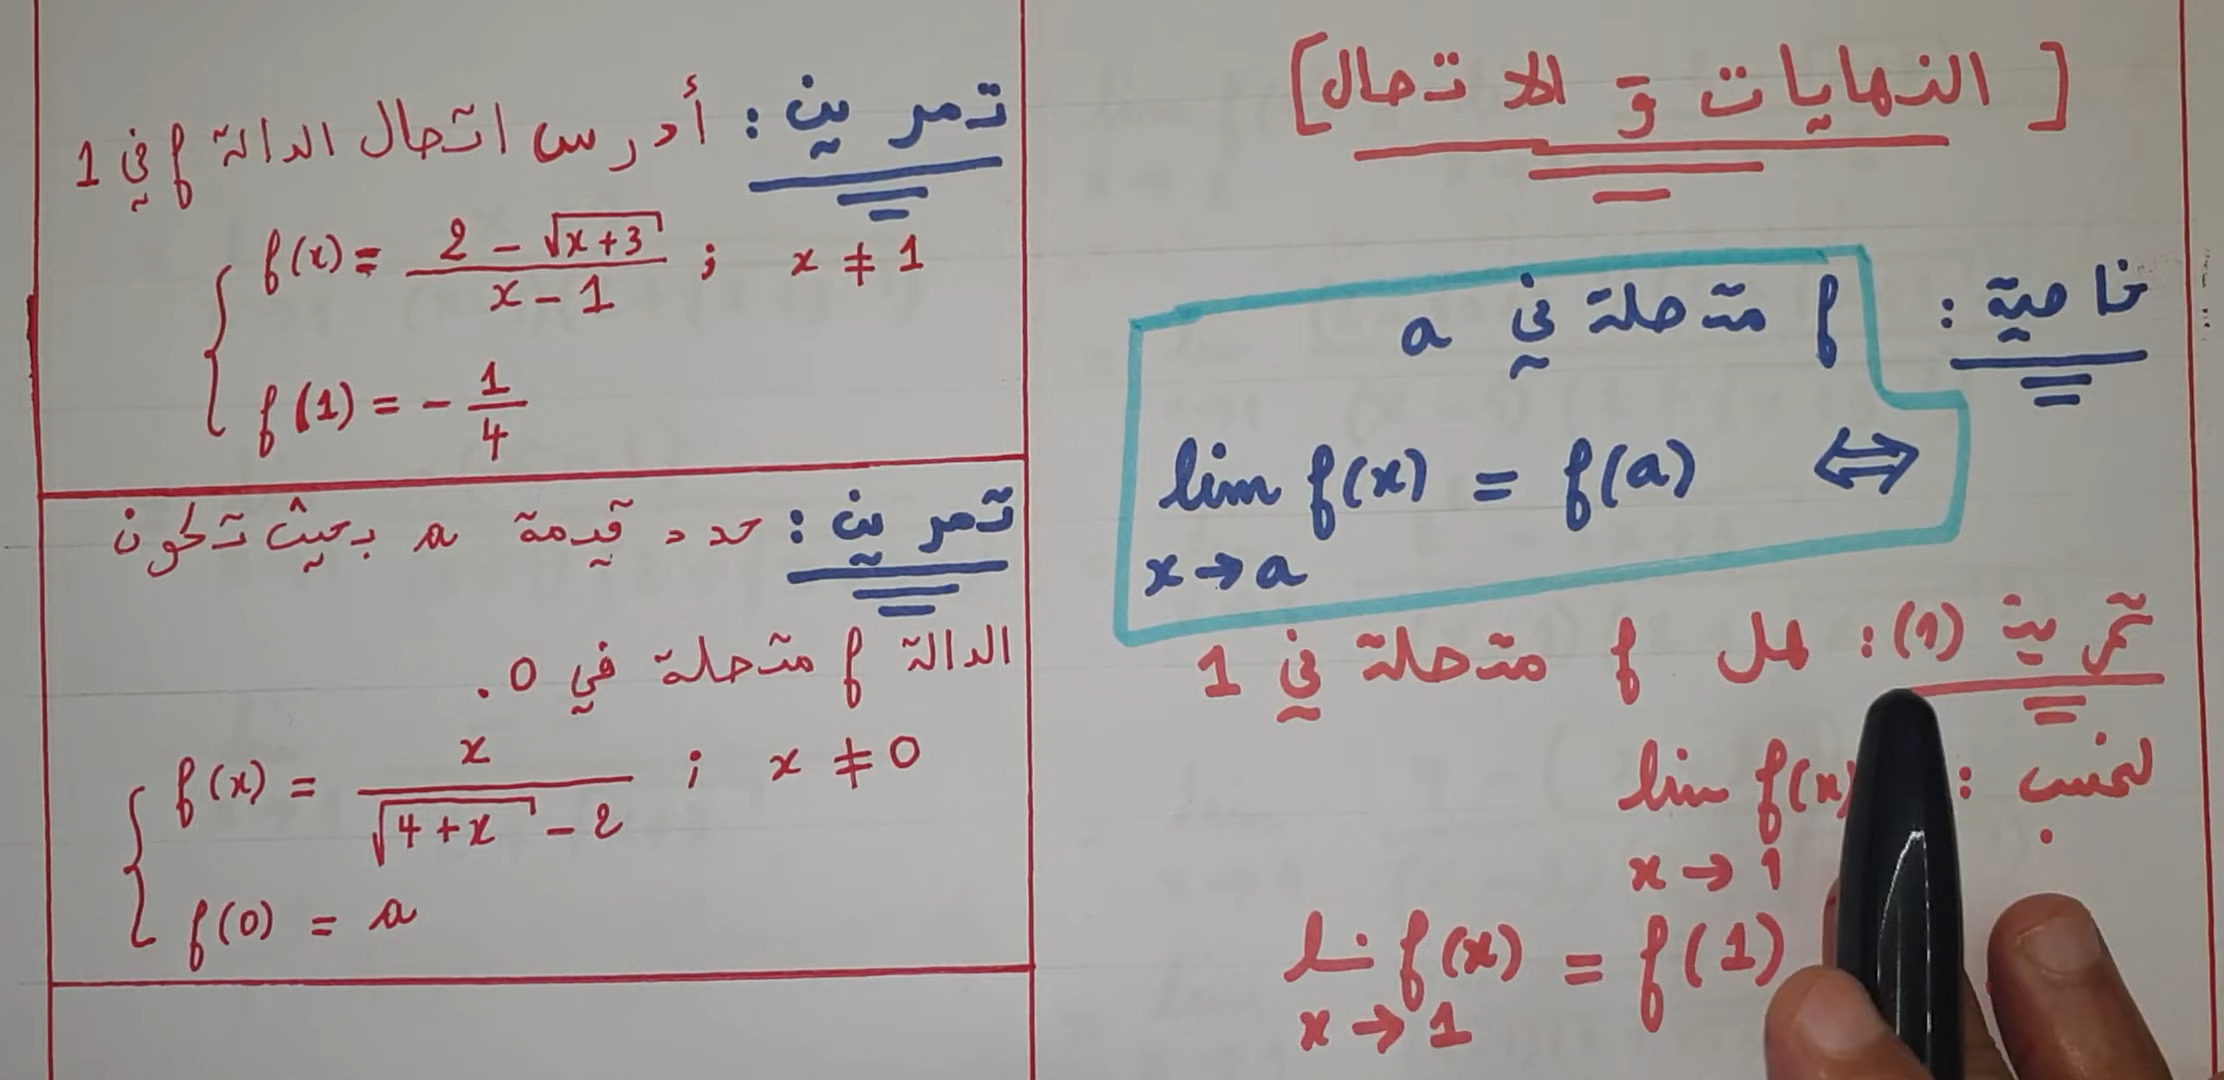 [النهايات و الاتصال]
خاصية :
f متصلة في a
⇔ lim f(x) = f(a)
x→a
تمرين (1) : هل f متصلة في 1
لنحسب : lim f(x)
x→1
li f(x) = f(1)
x→1
تمرين : أدرس اتصال الدالة f في 1
f(x) = (2 - √(x+3))/(x - 1) ; x ≠ 1
f(1) = - 1/4
تمرين : حدد قيمة a بحيث تكون
الدالة f متصلة في 0.
f(x) = x/(√(4+x) - 2) ; x ≠ 0
f(0) = a